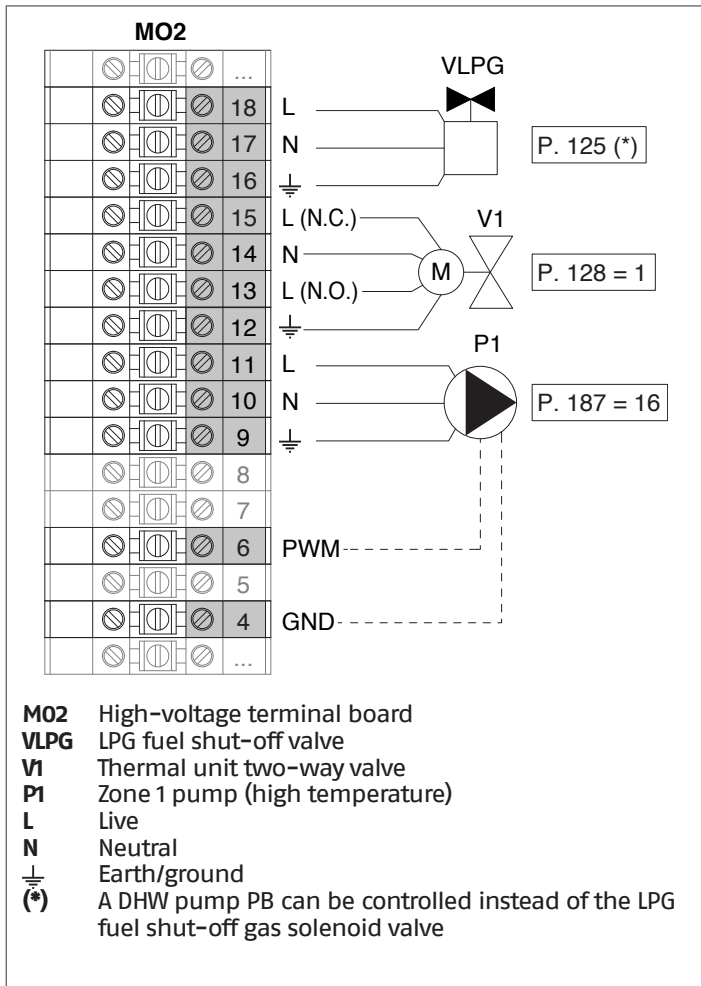 MO2
...
18 L VLPG
17 N P. 125 (*)
16 ⏚
15 L (N.C.) V1
14 N M P. 128 = 1
13 L (N.O.)
12 ⏚ P1
11 L
10 N P. 187 = 16
9 ⏚
8
7
6 PWM
5
4 GND
...
M02 High-voltage terminal board
VLPG LPG fuel shut-off valve
V1 Thermal unit two-way valve
P1 Zone 1 pump (high temperature)
L Live
N Neutral
⏚ Earth/ground
(*) A DHW pump PB can be controlled instead of the LPG
fuel shut-off gas solenoid valve